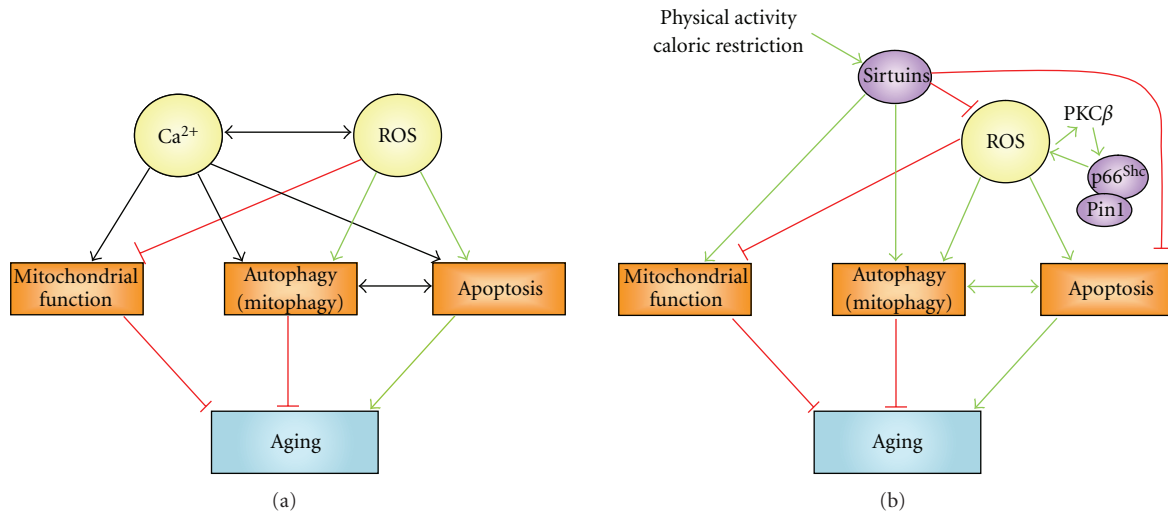 Ca²⁺
ROS
Mitochondrial
function
Autophagy
(mitophagy)
Apoptosis
Aging
(a)
Physical activity
caloric restriction
Sirtuins
ROS
PKCβ
p66ˢʰᶜ
Pin1
Mitochondrial
function
Autophagy
(mitophagy)
Apoptosis
Aging
(b)